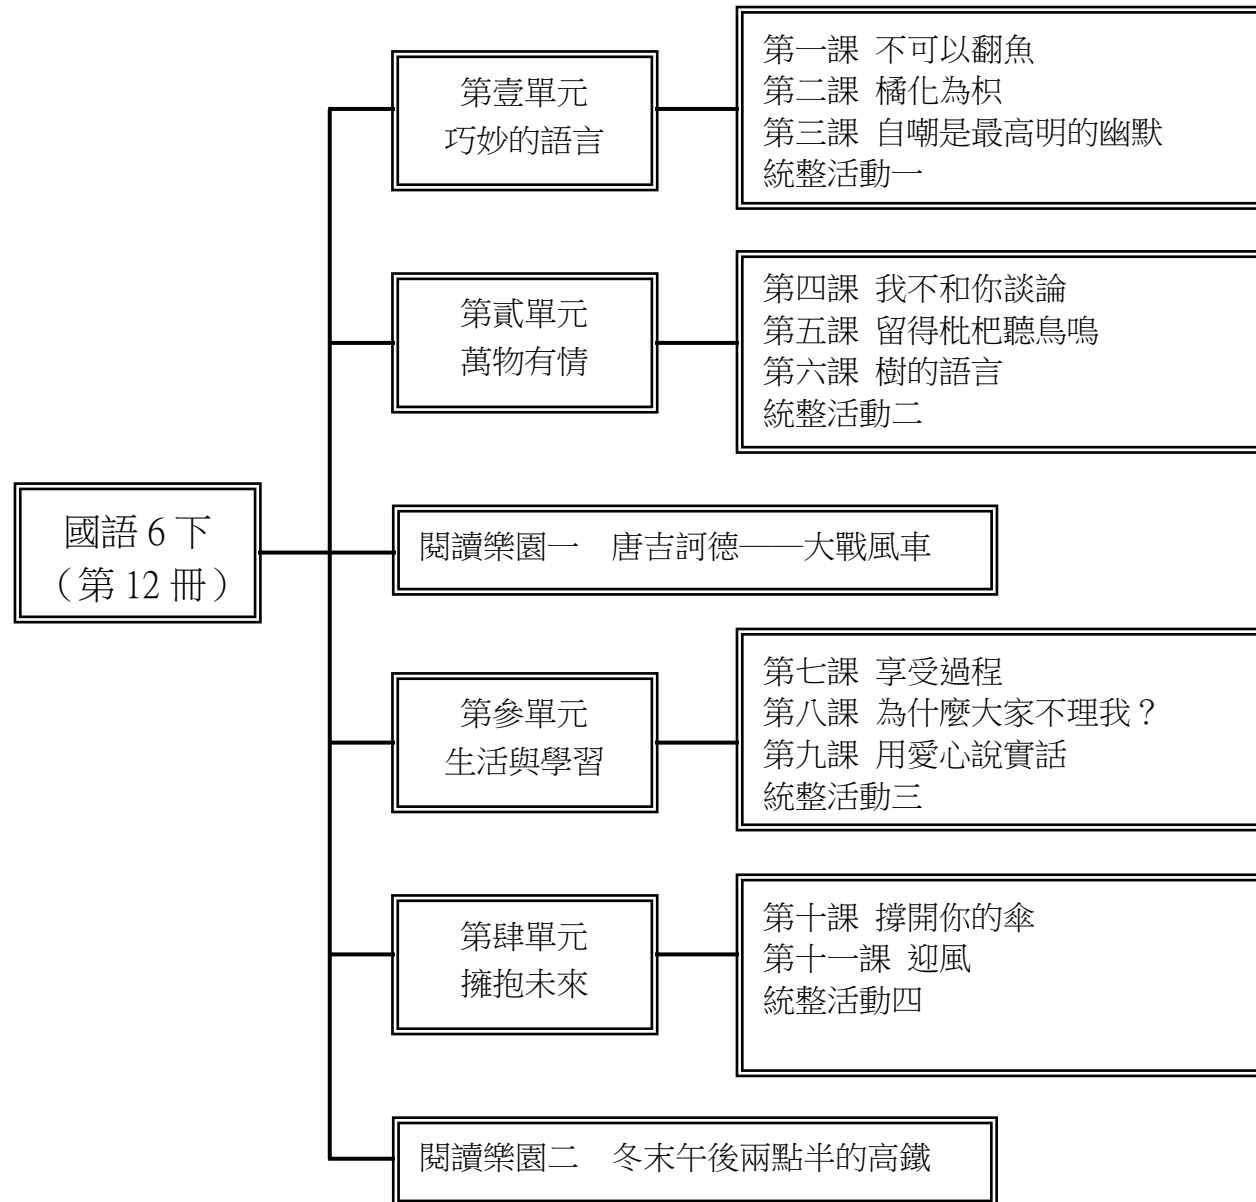 國語 6 下
（第 12 冊）
第壹單元
巧妙的語言
第一課 不可以翻魚
第二課 橘化為枳
第三課 自嘲是最高明的幽默
統整活動一
第貳單元
萬物有情
第四課 我不和你談論
第五課 留得枇杷聽鳥鳴
第六課 樹的語言
統整活動二
閱讀樂園一　唐吉訶德——大戰風車
第參單元
生活與學習
第七課 享受過程
第八課 為什麼大家不理我？
第九課 用愛心說實話
統整活動三
第肆單元
擁抱未來
第十課 撐開你的傘
第十一課 迎風
統整活動四
閱讀樂園二　冬末午後兩點半的高鐵